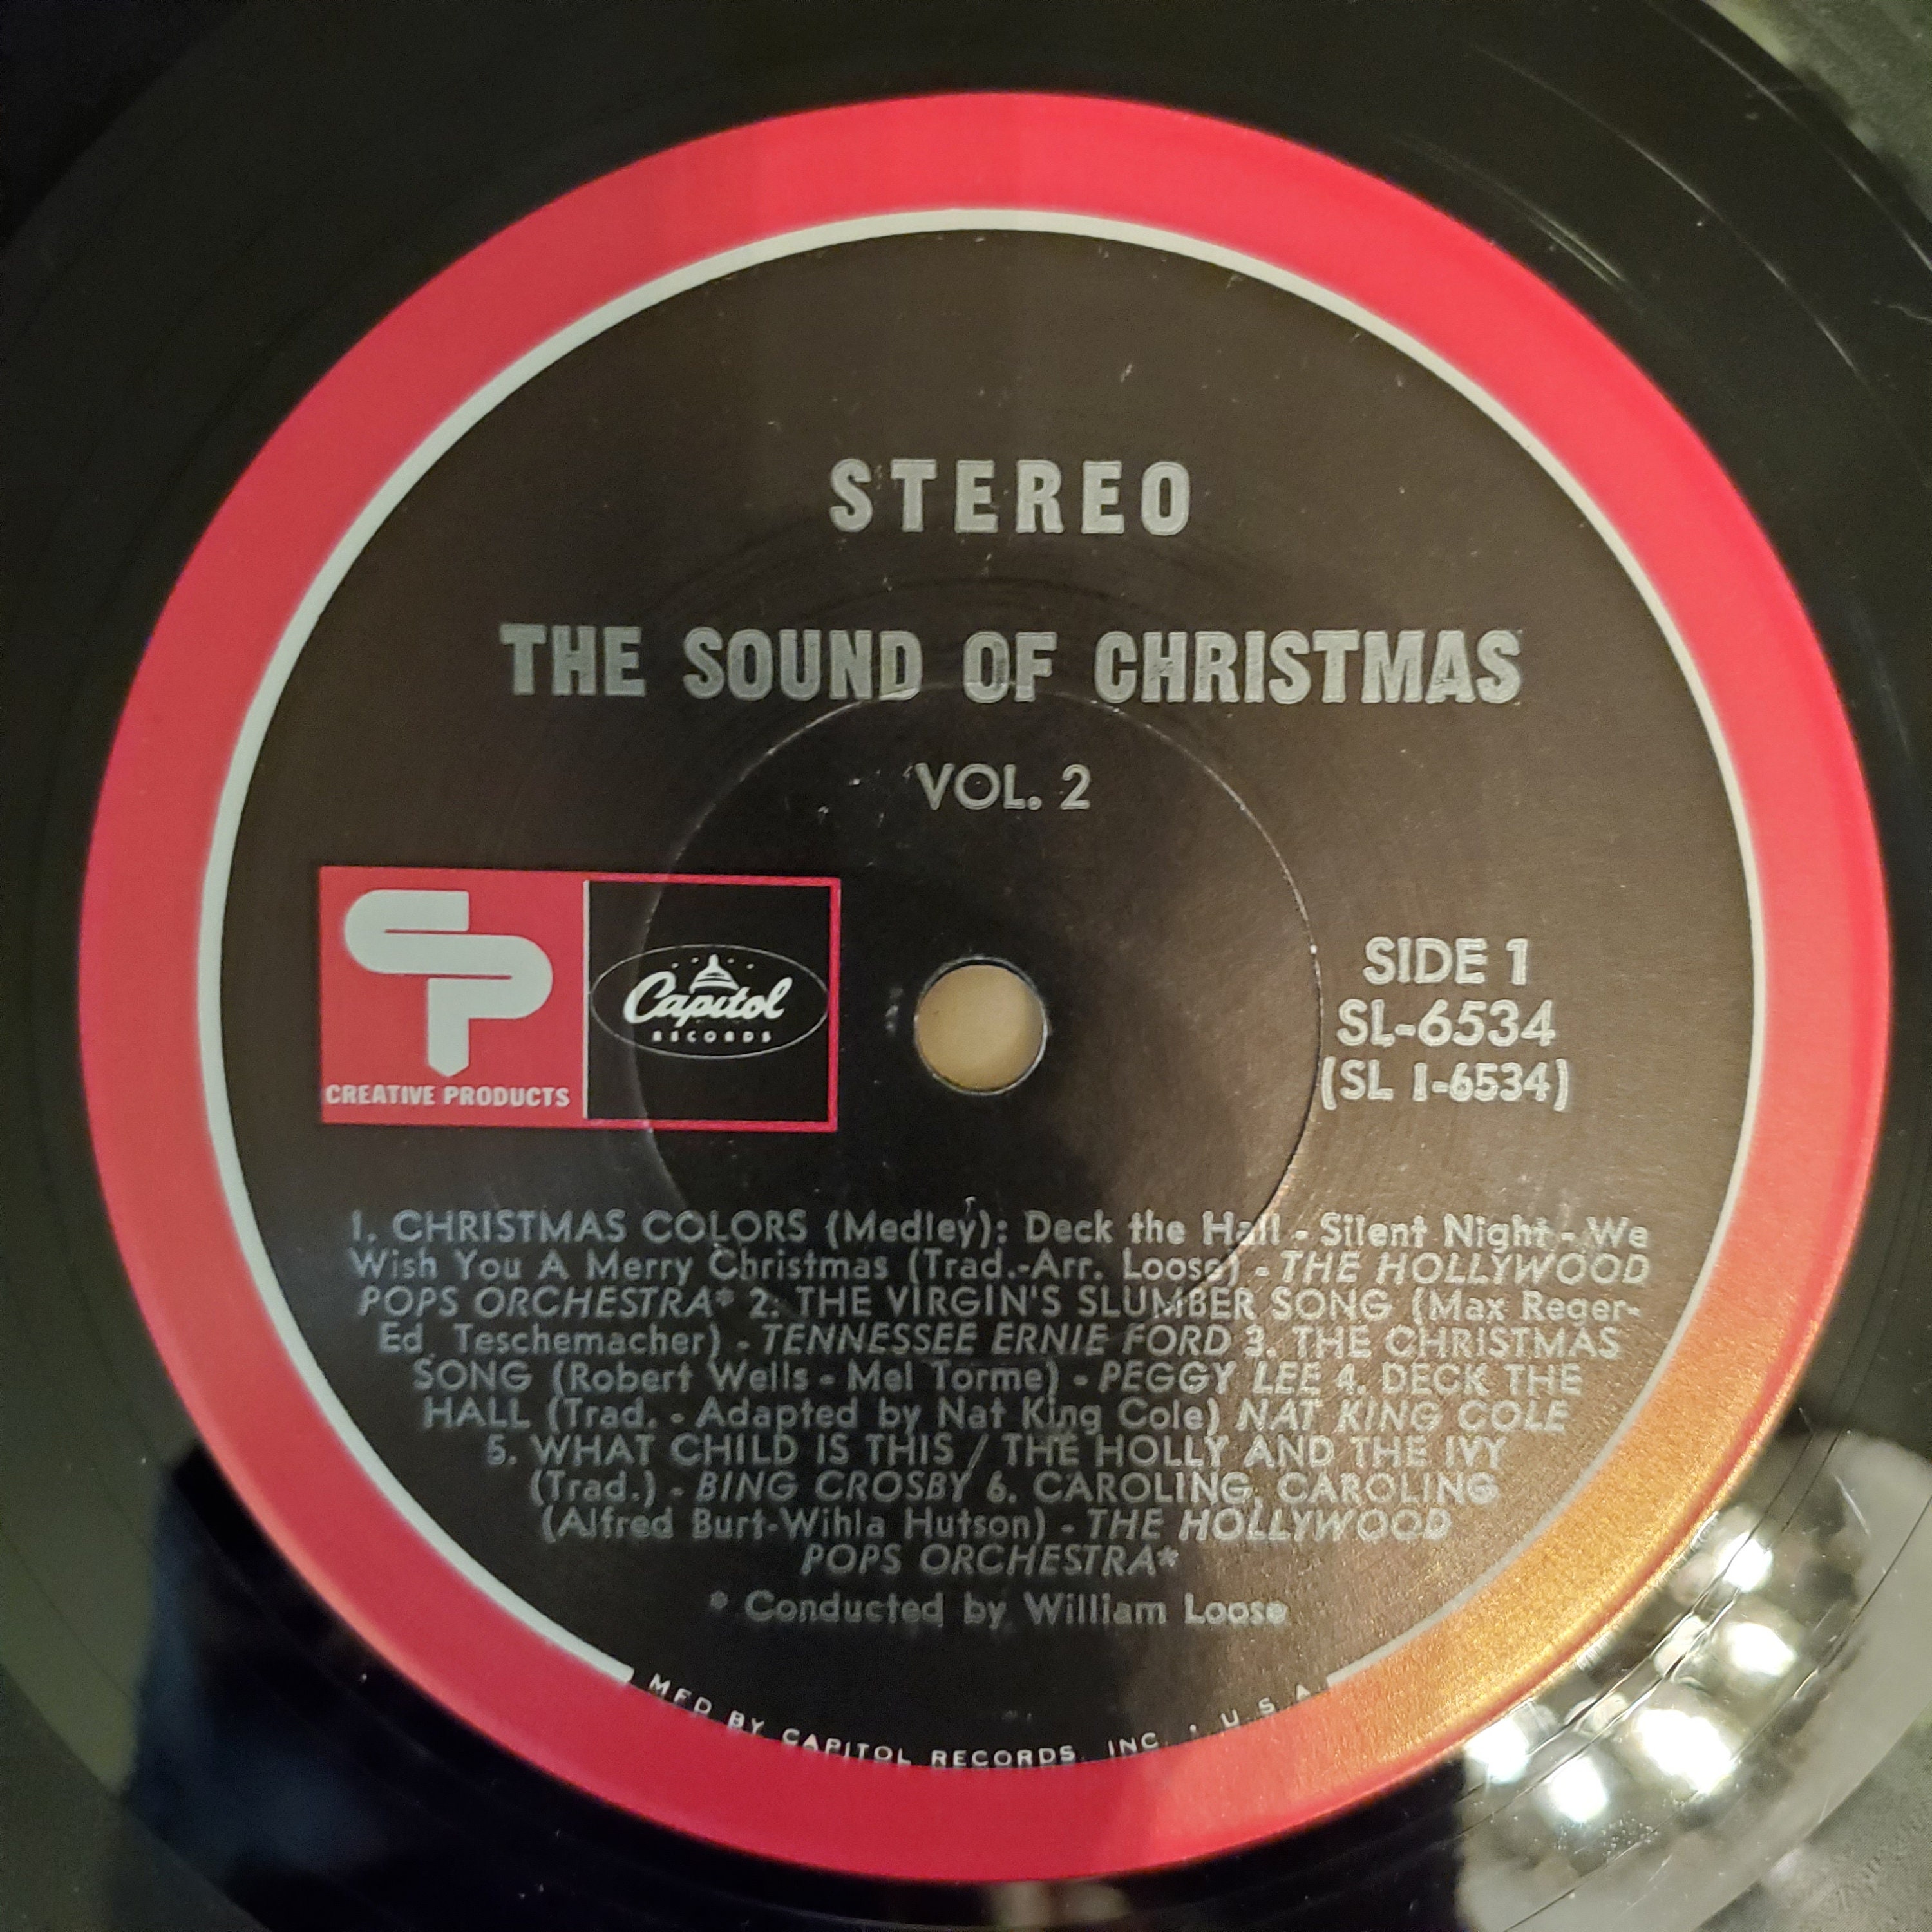 STEREO
THE SOUND OF CHRISTMAS
VOL. 2
CP
CREATIVE PRODUCTS
Capitol
RECORDS
SIDE 1
SL-6534
(SL 1-6534)
1. CHRISTMAS COLORS (Medley): Deck the Hall - Silent Night - We
Wish You A Merry Christmas (Trad.-Arr. Loose) - THE HOLLYWOOD
POPS ORCHESTRA* 2. THE VIRGIN'S SLUMBER SONG (Max Reger-
Ed. Teschemacher) - TENNESSEE ERNIE FORD 3. THE CHRISTMAS
SONG (Robert Wells - Mel Torme) - PEGGY LEE 4. DECK THE
HALL (Trad. - Adapted by Nat King Cole) NAT KING COLE
5. WHAT CHILD IS THIS / THE HOLLY AND THE IVY
(Trad.) - BING CROSBY 6. CAROLING, CAROLING
(Alfred Burt-Wihla Hutson) - THE HOLLYWOOD
POPS ORCHESTRA*
* Conducted by William Loose
MFD BY CAPITOL RECORDS, INC. • U.S.A.